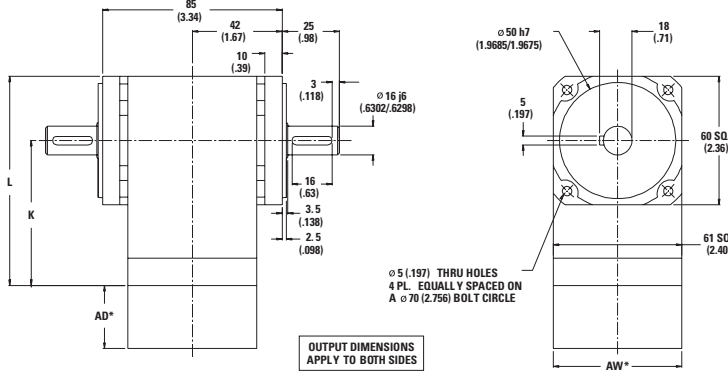 85
(3.34)
42
(1.67)
25
(.98)
10
(.39)
3
(.118)
Ø 16 j6
(.6302/.6298)
16
(.63)
3.5
(.138)
2.5
(.098)
L
K
AD*
OUTPUT DIMENSIONS
APPLY TO BOTH SIDES
Ø 50 h7
(1.9685/1.9675)
18
(.71)
5
(.197)
60 SQ
(2.36)
61 SQ
(2.40
Ø 5 (.197) THRU HOLES
4 PL. EQUALLY SPACED ON
A Ø 70 (2.756) BOLT CIRCLE
AW*